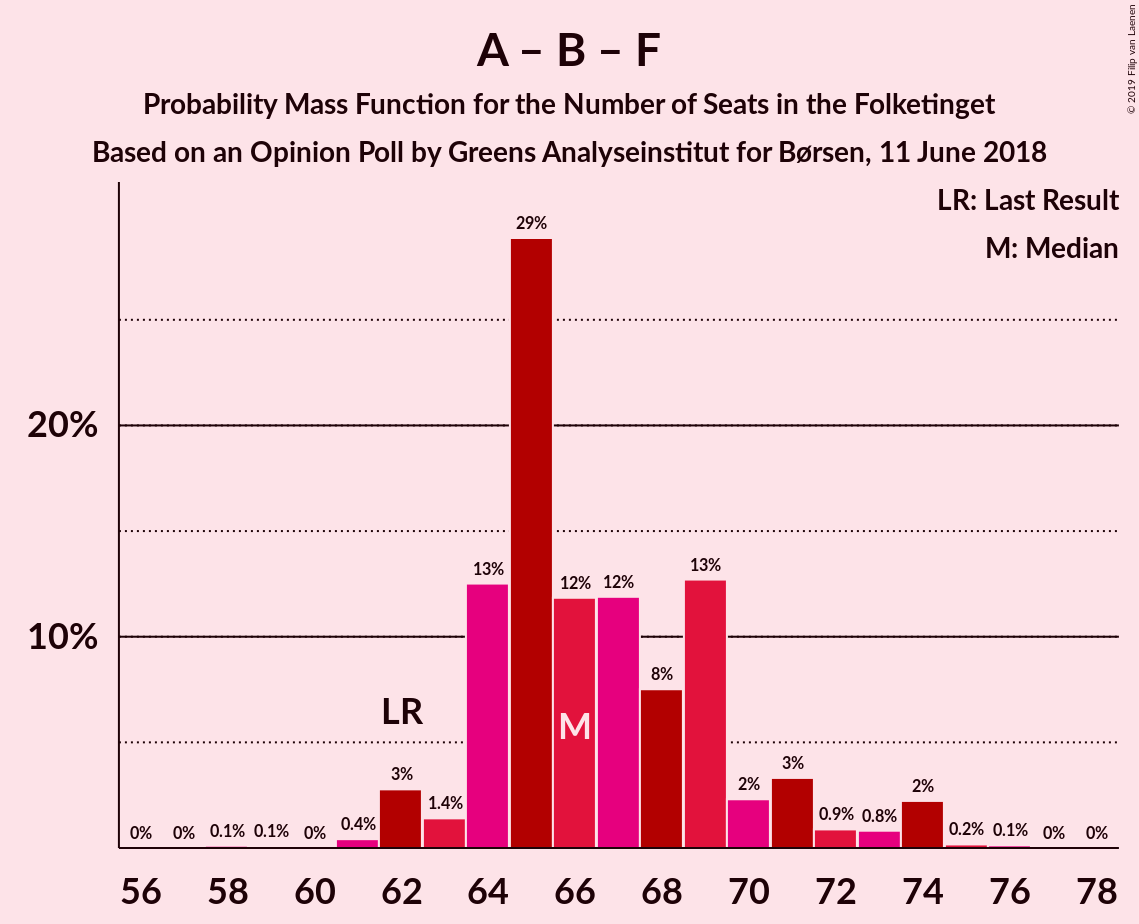 A – B – F
Probability Mass Function for the Number of Seats in the Folketinget
Based on an Opinion Poll by Greens Analyseinstitut for Børsen, 11 June 2018
© 2019 Filip van Laenen
LR: Last Result
M: Median
20%
10%
0% 0% 0.1% 0.1% 0% 0.4% 3% 1.4% 13% 29% 12% 12% 8% 13% 2% 3% 0.9% 0.8% 2% 0.2% 0.1% 0% 0%
LR
M
56 58 60 62 64 66 68 70 72 74 76 78